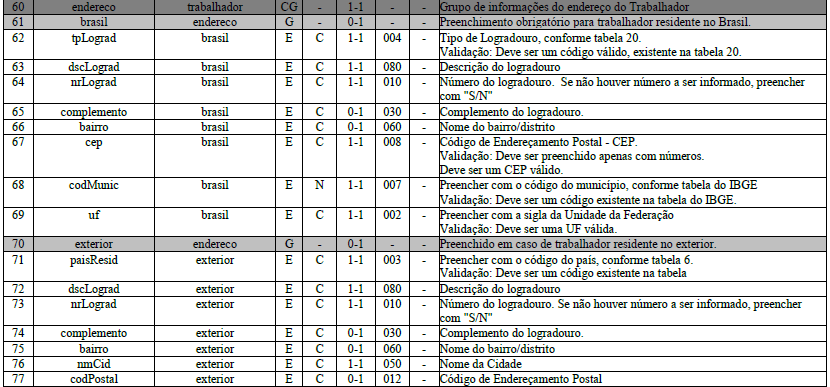 60 endereco trabalhador CG - 1-1 - - Grupo de informações do endereço do Trabalhador
61 brasil endereco G - 0-1 - - Preenchimento obrigatório para trabalhador residente no Brasil.
62 tpLograd brasil E C 1-1 004 - Tipo de Logradouro, conforme tabela 20.
Validação: Deve ser um código válido, existente na tabela 20.
63 dscLograd brasil E C 1-1 080 - Descrição do logradouro
64 nrLograd brasil E C 1-1 010 - Número do logradouro. Se não houver número a ser informado, preencher
com "S/N"
65 complemento brasil E C 0-1 030 - Complemento do logradouro.
66 bairro brasil E C 0-1 060 - Nome do bairro/distrito
67 cep brasil E C 1-1 008 - Código de Endereçamento Postal - CEP.
Validação: Deve ser preenchido apenas com números.
Deve ser um CEP válido.
68 codMunic brasil E N 1-1 007 - Preencher com o código do município, conforme tabela do IBGE
Validação: Deve ser um código existente na tabela do IBGE.
69 uf brasil E C 1-1 002 - Preencher com a sigla da Unidade da Federação
Validação: Deve ser uma UF válida.
70 exterior endereco G - 0-1 - - Preenchido em caso de trabalhador residente no exterior.
71 paisResid exterior E C 1-1 003 - Preencher com o código do país, conforme tabela 6.
Validação: Deve ser um código existente na tabela
72 dscLograd exterior E C 1-1 080 - Descrição do logradouro
73 nrLograd exterior E C 1-1 010 - Número do logradouro. Se não houver número a ser informado, preencher
com "S/N"
74 complemento exterior E C 0-1 030 - Complemento do logradouro.
75 bairro exterior E C 0-1 060 - Nome do bairro/distrito
76 nmCid exterior E C 1-1 050 - Nome da Cidade
77 codPostal exterior E C 0-1 012 - Código de Endereçamento Postal